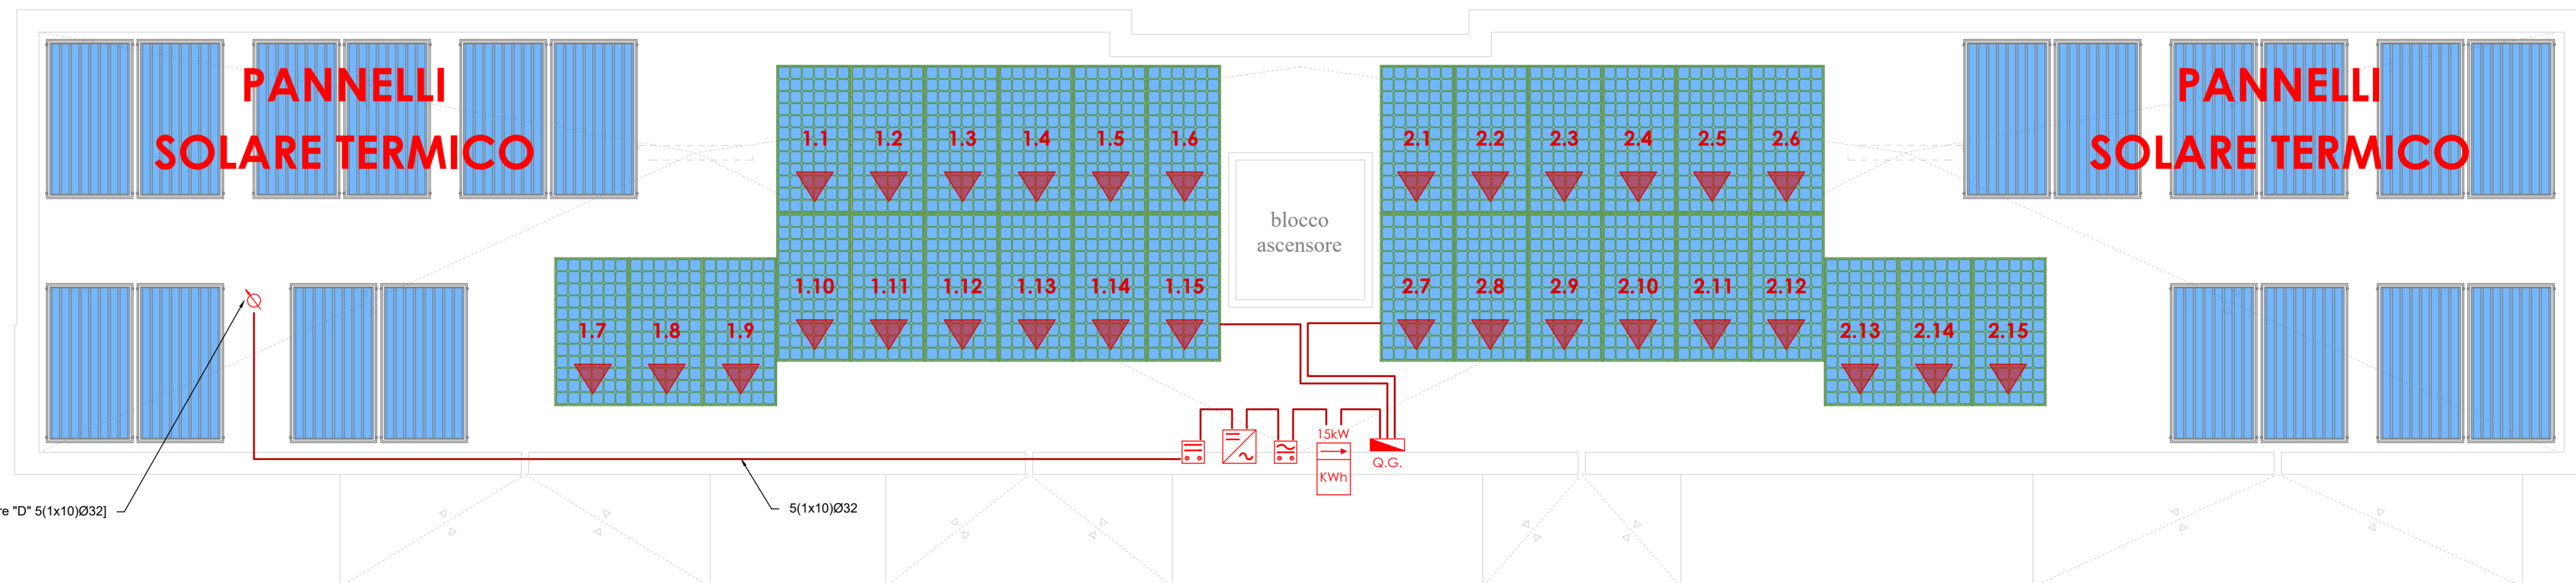 PANNELLI
SOLARE TERMICO
PANNELLI
SOLARE TERMICO
1.1 1.2 1.3 1.4 1.5 1.6
2.1 2.2 2.3 2.4 2.5 2.6
blocco
ascensore
1.10 1.11 1.12 1.13 1.14 1.15
2.7 2.8 2.9 2.10 2.11 2.12
1.7 1.8 1.9
2.13 2.14 2.15
15kW
KWh
Q.G.
re "D" 5(1x10)Ø32]
5(1x10)Ø32